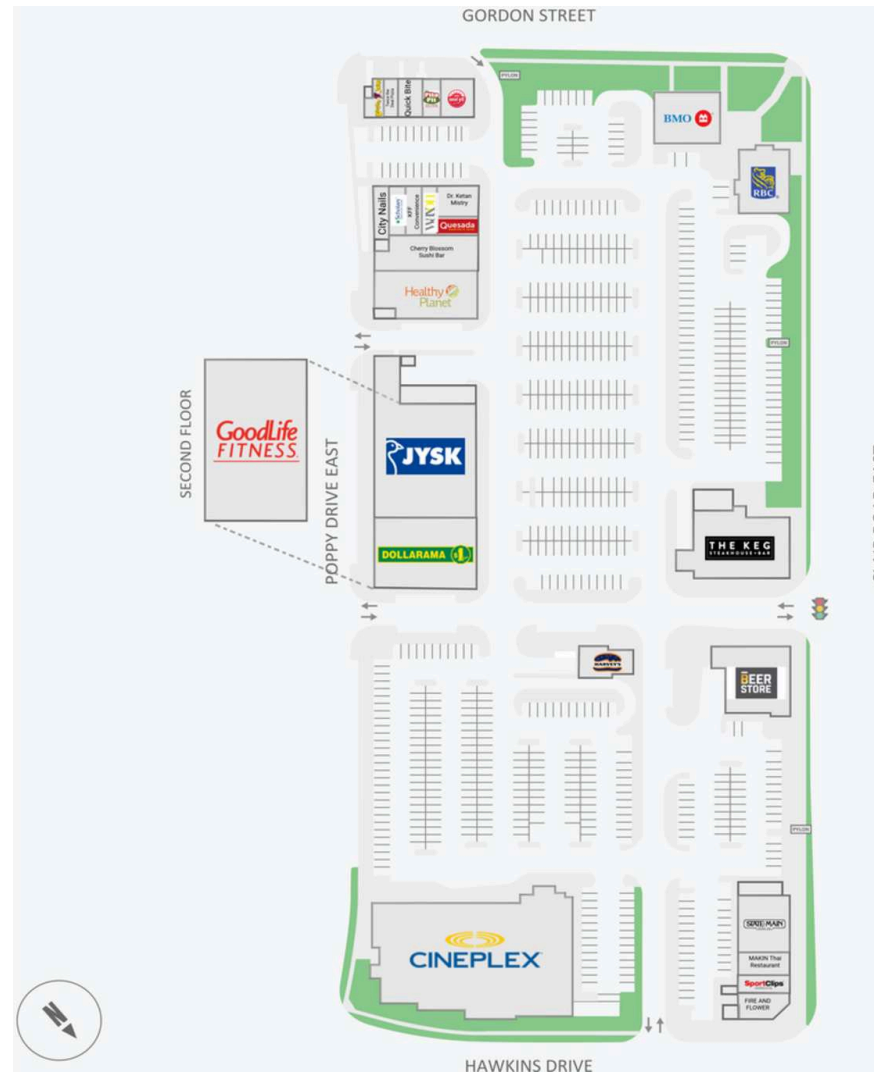 GORDON STREET
PYLON
Quick Bite
BMO
RBC
City Nails
KFF
Convenience
Dr. Ketan
Mistry
Quesada
Cherry Blossom
Sushi Bar
Healthy
Planet
PYLON
SECOND FLOOR
GoodLife
FITNESS
POPPY DRIVE EAST
JYSK
DOLLARAMA
THE KEG
STEAKHOUSE + BAR
HARVEY'S
BEER
STORE
PYLON
CINEPLEX
STATE & MAIN
MAKIN Thai
Restaurant
SportClips
FIRE AND
FLOWER
N
HAWKINS DRIVE